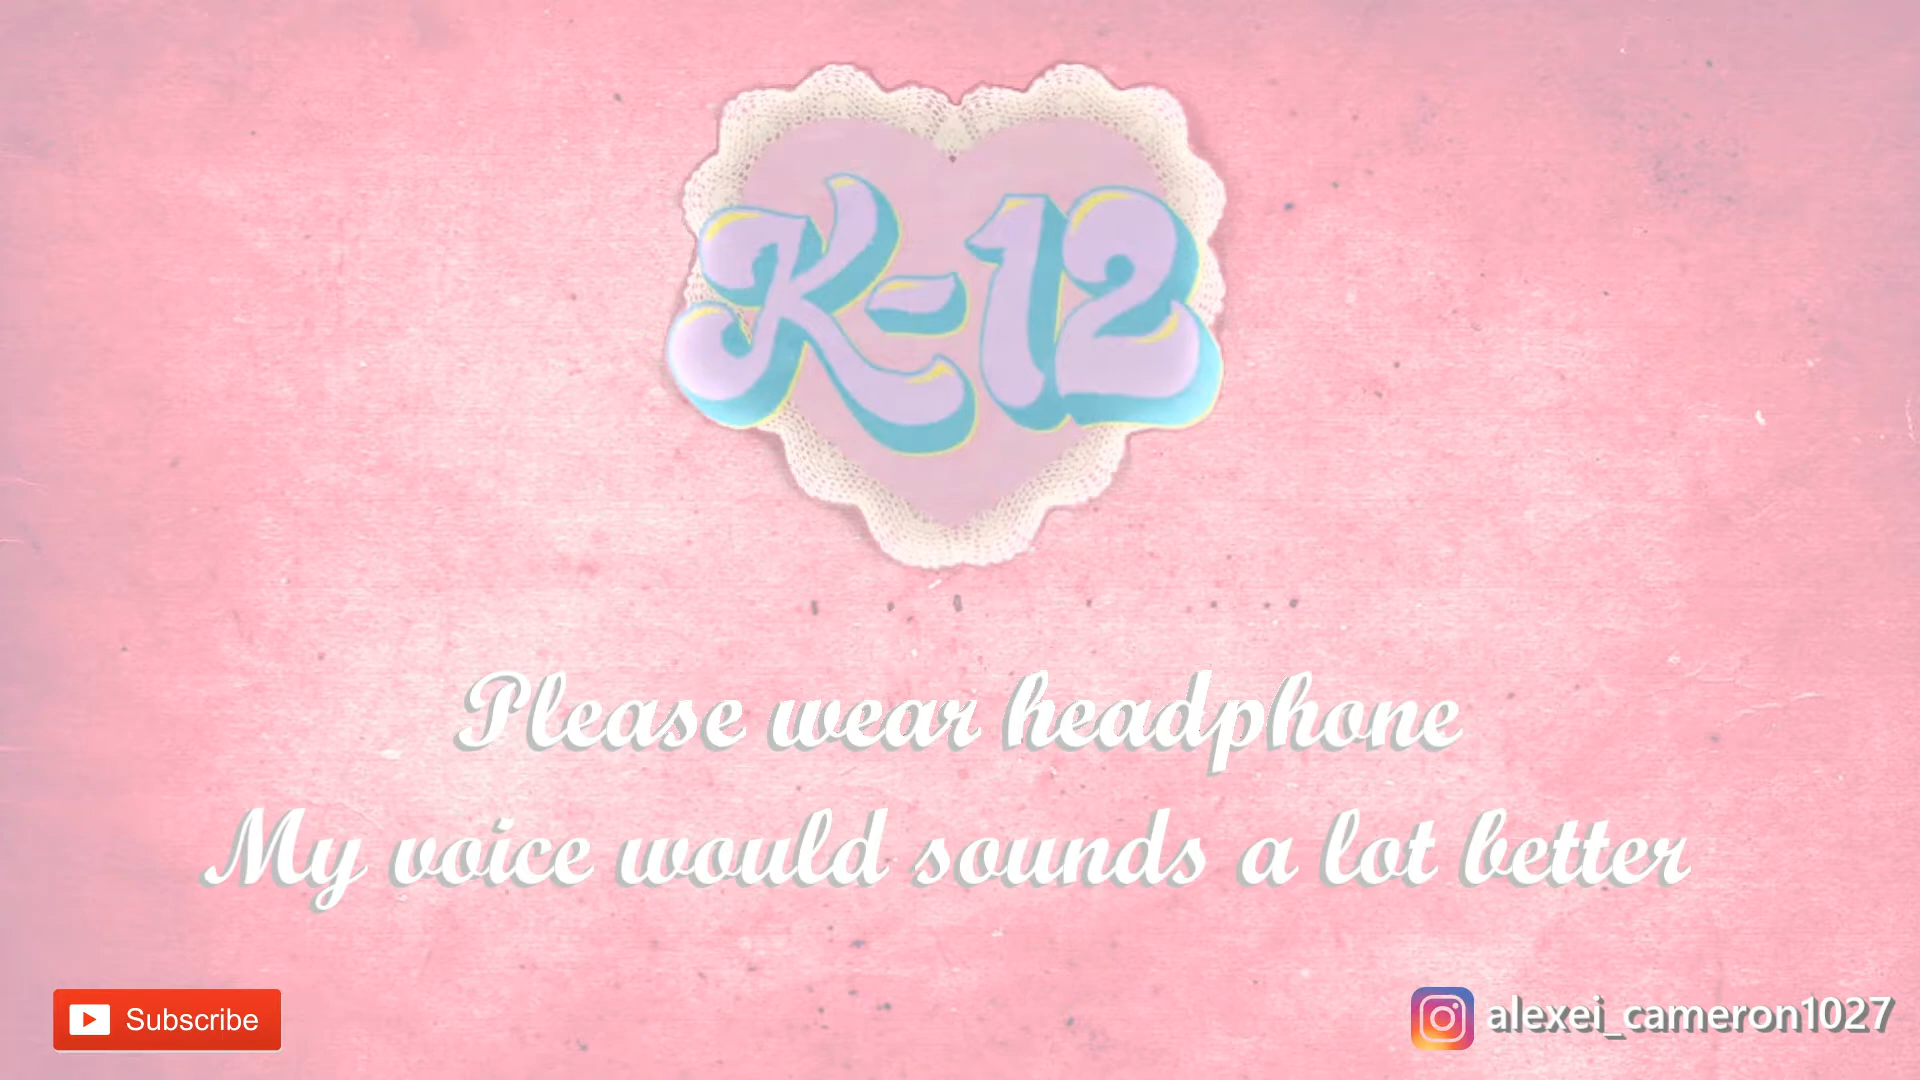 K-12
Please wear headphone
My voice would sounds a lot better
Subscribe
alexei_cameron1027